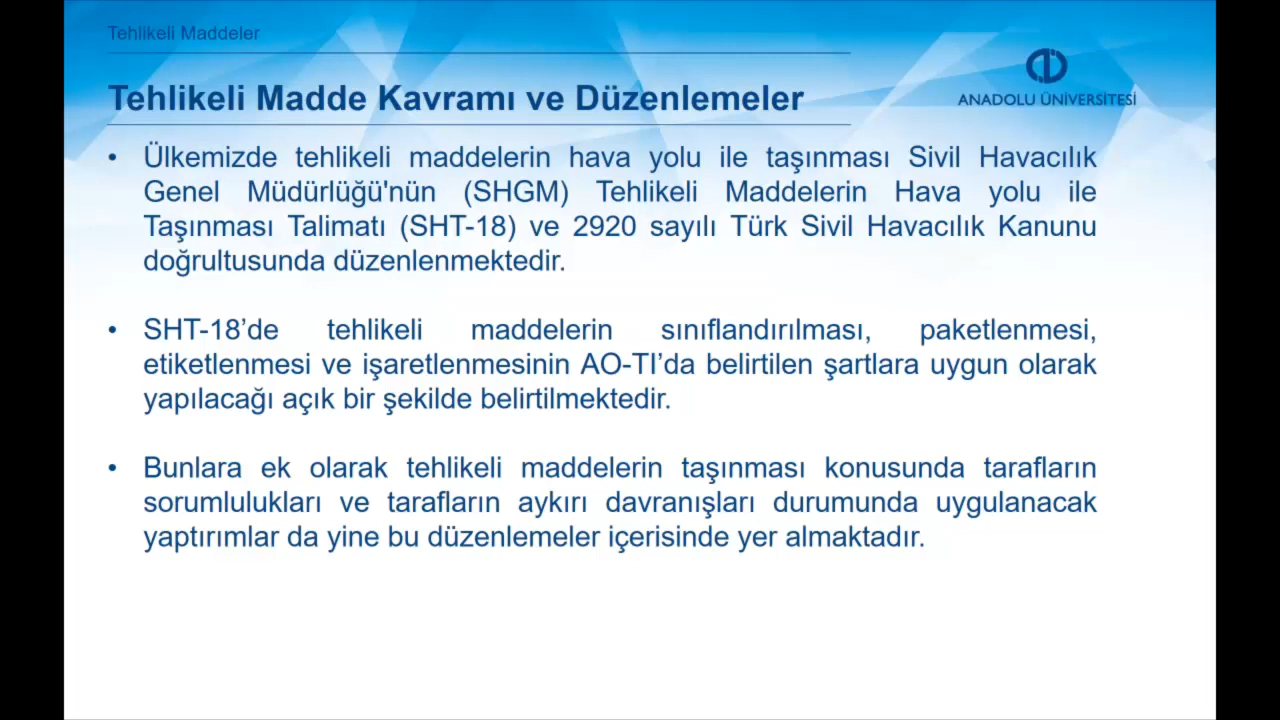 Tehlikeli Maddeler
Tehlikeli Madde Kavramı ve Düzenlemeler
ANADOLU ÜNİVERSİTESİ
• Ülkemizde tehlikeli maddelerin hava yolu ile taşınması Sivil Havacılık
Genel Müdürlüğü'nün (SHGM) Tehlikeli Maddelerin Hava yolu ile
Taşınması Talimatı (SHT-18) ve 2920 sayılı Türk Sivil Havacılık Kanunu
doğrultusunda düzenlenmektedir.
• SHT-18’de tehlikeli maddelerin sınıflandırılması, paketlenmesi,
etiketlenmesi ve işaretlenmesinin AO-TI’da belirtilen şartlara uygun olarak
yapılacağı açık bir şekilde belirtilmektedir.
• Bunlara ek olarak tehlikeli maddelerin taşınması konusunda tarafların
sorumlulukları ve tarafların aykırı davranışları durumunda uygulanacak
yaptırımlar da yine bu düzenlemeler içerisinde yer almaktadır.